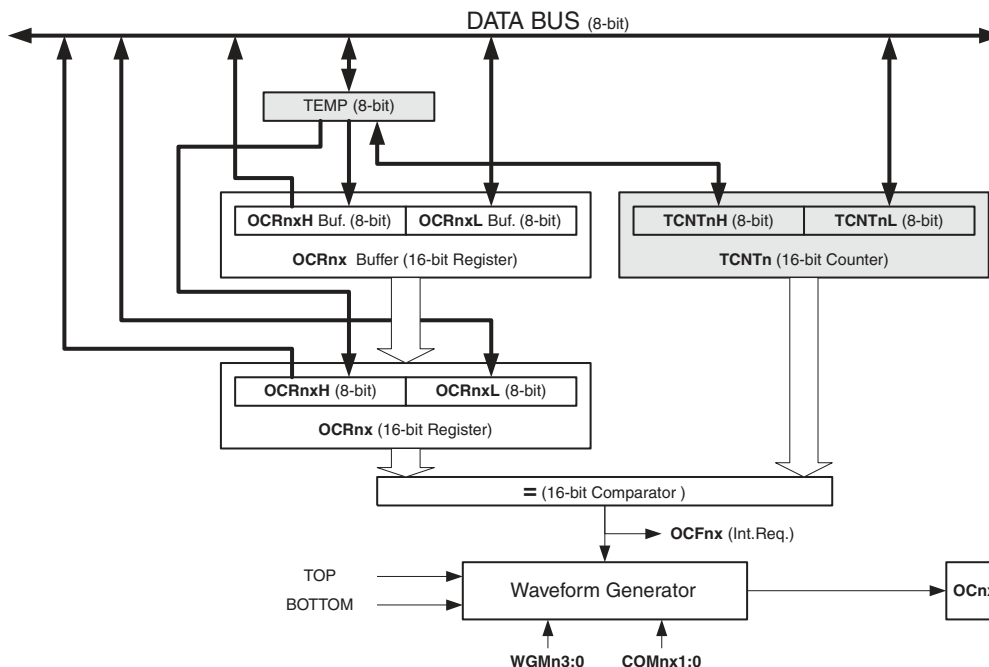 DATA BUS (8-bit)
TEMP (8-bit)
OCRnxH Buf. (8-bit) OCRnxL Buf. (8-bit)
OCRnx Buffer (16-bit Register)
TCNTnH (8-bit) TCNTnL (8-bit)
TCNTn (16-bit Counter)
OCRnxH (8-bit) OCRnxL (8-bit)
OCRnx (16-bit Register)
= (16-bit Comparator )
OCFnx (Int.Req.)
TOP
BOTTOM
Waveform Generator
OCnx
WGMn3:0 COMnx1:0